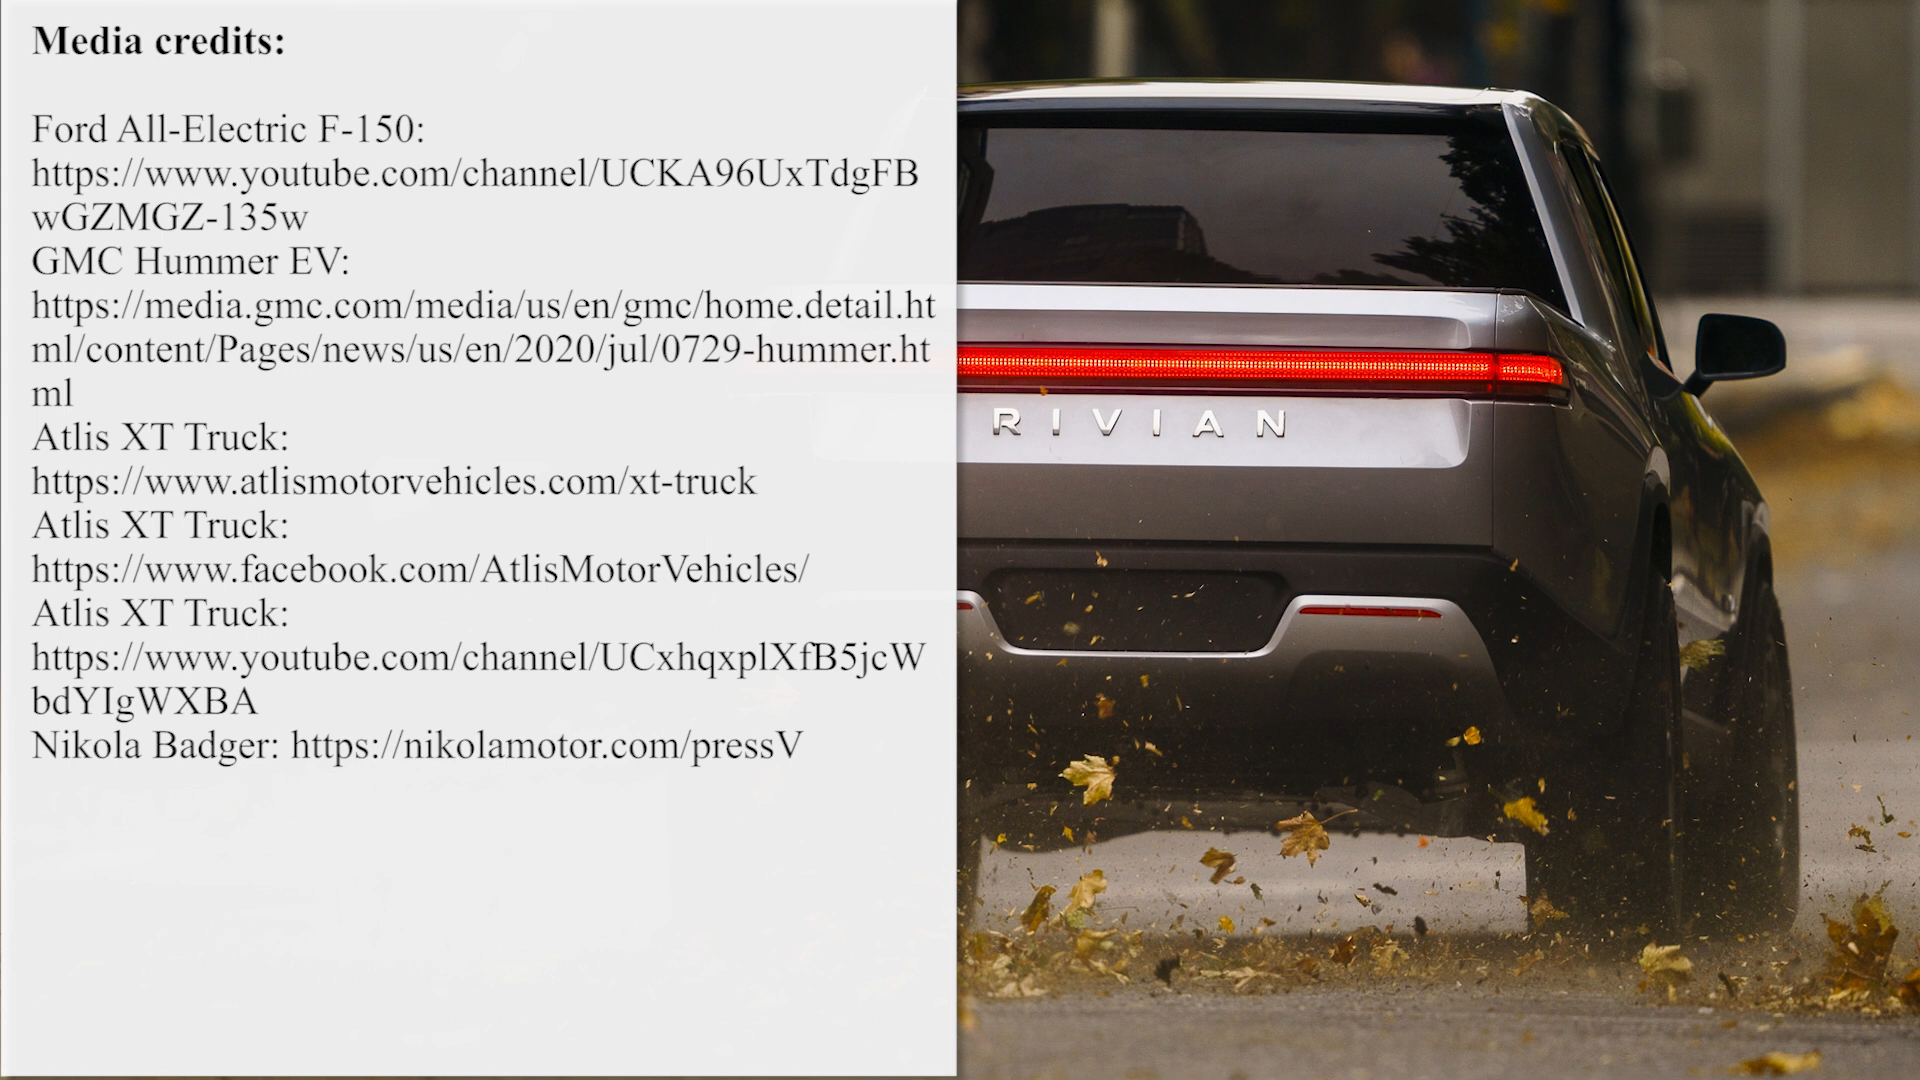 Media credits:
Ford All-Electric F-150:
https://www.youtube.com/channel/UCKA96UxTdgFB
wGZMGZ-135w
GMC Hummer EV:
https://media.gmc.com/media/us/en/gmc/home.detail.ht
ml/content/Pages/news/us/en/2020/jul/0729-hummer.ht
ml
Atlis XT Truck:
https://www.atlismotorvehicles.com/xt-truck
Atlis XT Truck:
https://www.facebook.com/AtlisMotorVehicles/
Atlis XT Truck:
https://www.youtube.com/channel/UCxhqxplXfB5jcW
bdYIgWXBA
Nikola Badger: https://nikolamotor.com/pressV
RIVIAN